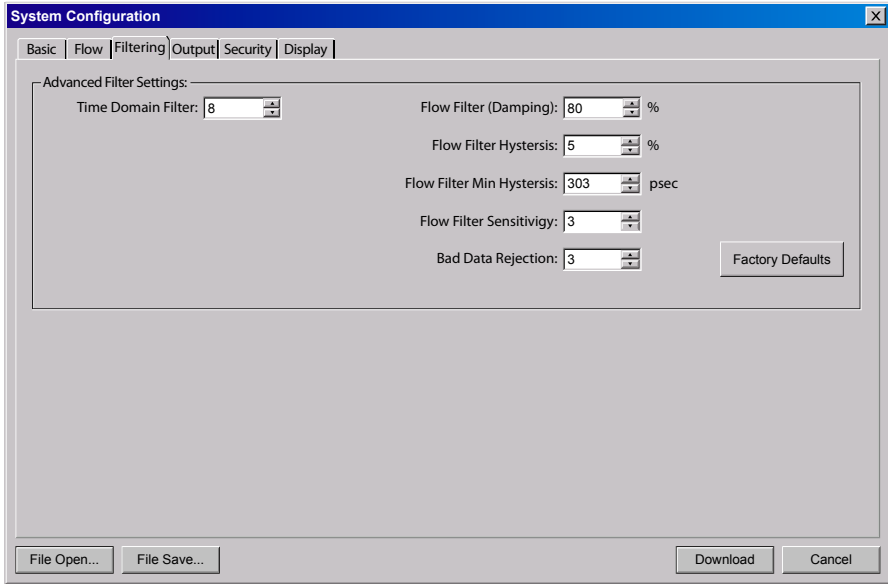 System Configuration
Basic Flow Filtering Output Security Display
Advanced Filter Settings:
Time Domain Filter: 8
Flow Filter (Damping): 80 %
Flow Filter Hystersis: 5 %
Flow Filter Min Hystersis: 303 psec
Flow Filter Sensitivigy: 3
Bad Data Rejection: 3
Factory Defaults
File Open... File Save... Download Cancel